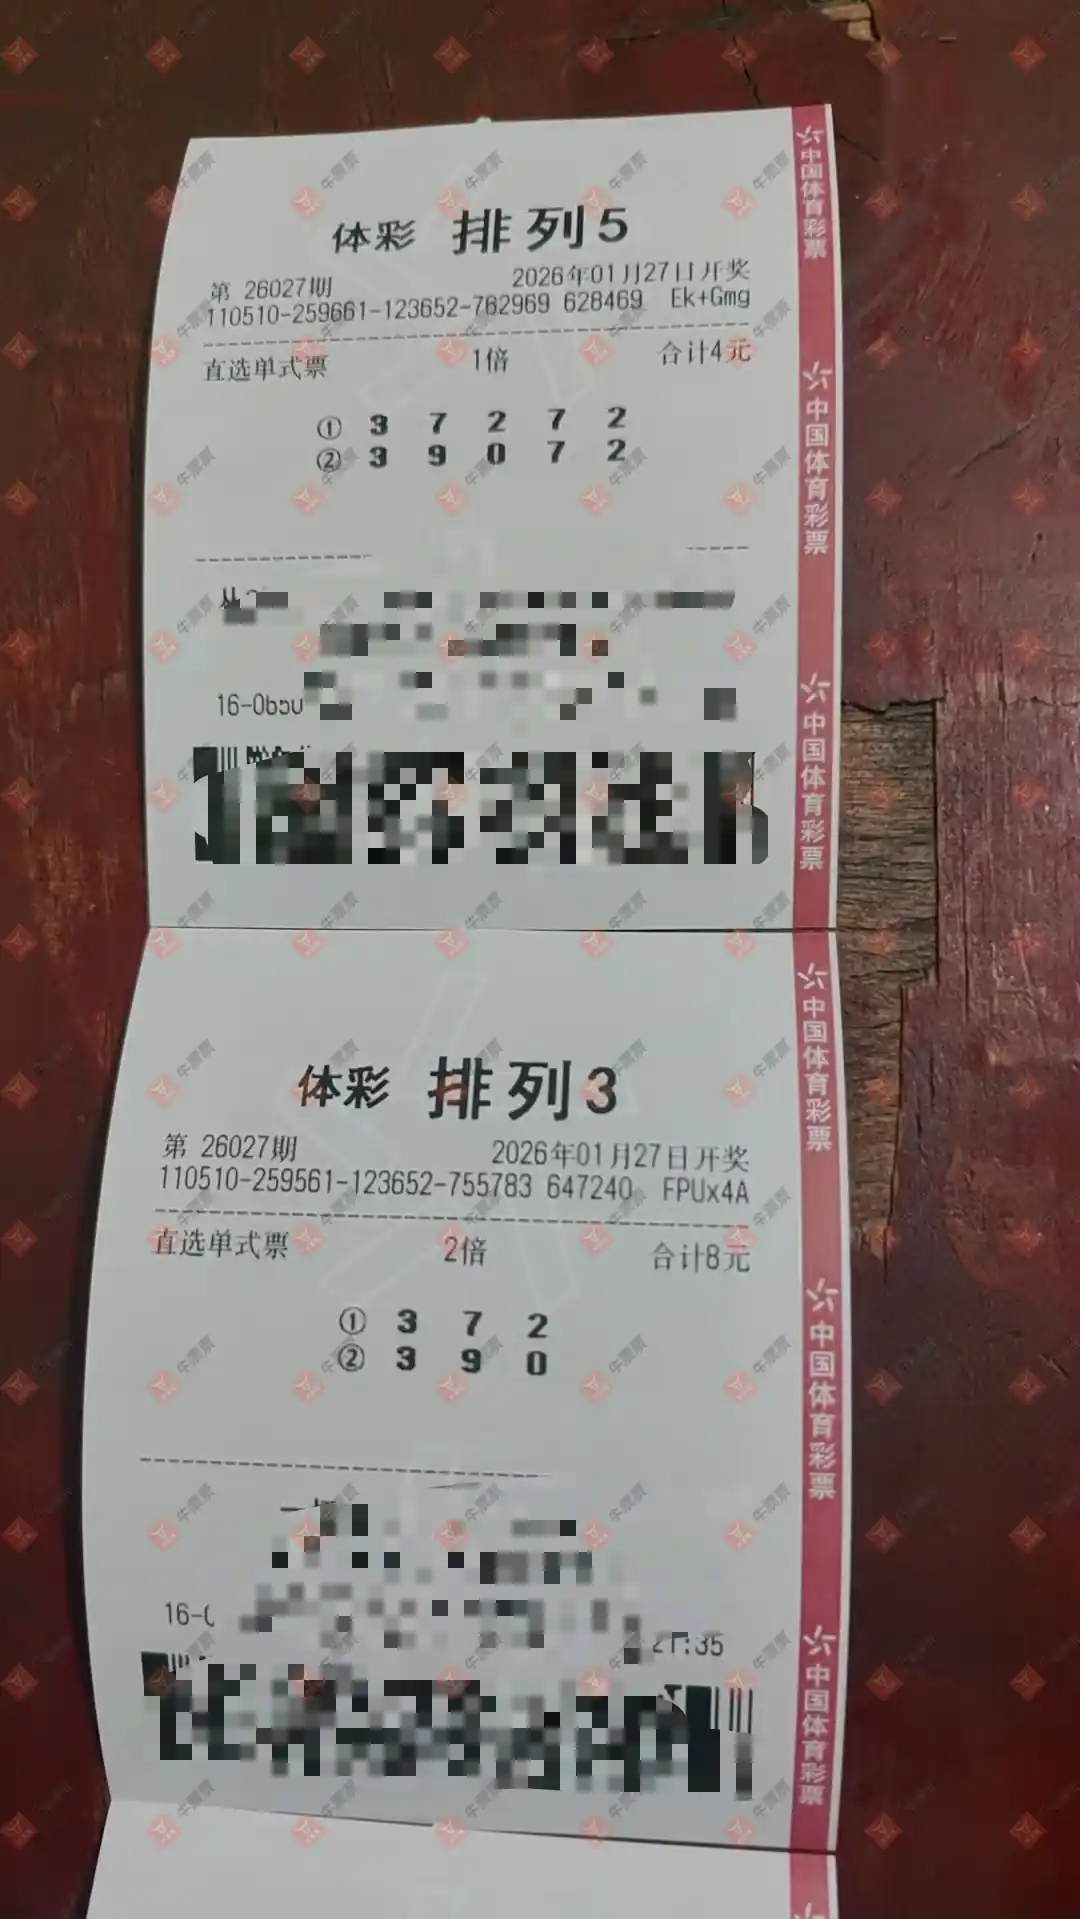 体彩 排列5
第 26027期 2026年01月27日开奖
110510-259661-123652-762969 628469 Ek+Gmg
直选单式票 1倍 合计4元
① 3 7 2 7 2
② 3 9 0 7 2
体彩 排列3
第 26027期 2026年01月27日开奖
110510-259561-123652-755783 647240 FPUx4A
直选单式票 2倍 合计8元
① 3 7 2
② 3 9 0
中国体育彩票
中国体育彩票
中国体育彩票
中国体育彩票
中国体育彩票
中国体育彩票
牛票票